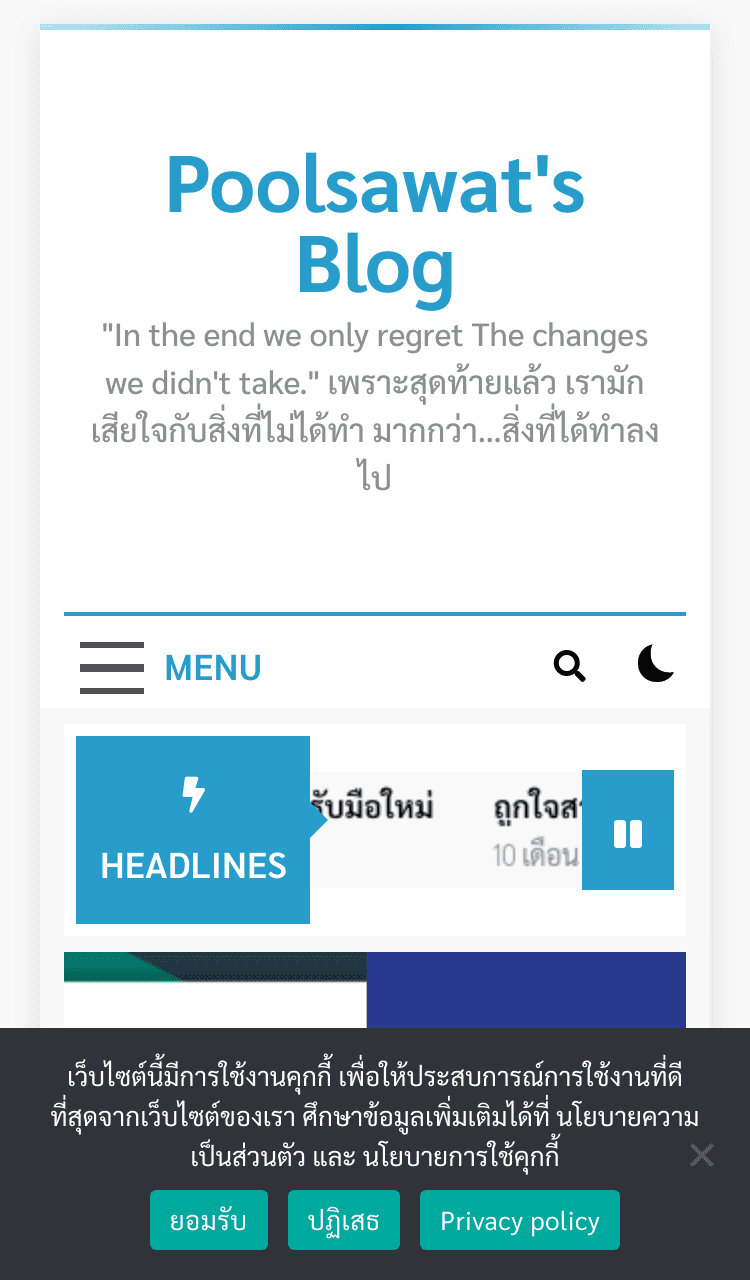 Poolsawat's
Blog
"In the end we only regret The changes
we didn't take." เพราะสุดท้ายแล้ว เรามัก
เสียใจกับสิ่งที่ไม่ได้ทำ มากกว่า...สิ่งที่ได้ทำลง
ไป
MENU
HEADLINES
รับมือใหม่
ถูกใจ
10 เดือน
เว็บไซต์นี้มีการใช้งานคุกกี้ เพื่อให้ประสบการณ์การใช้งานที่ดี
ที่สุดจากเว็บไซต์ของเรา ศึกษาข้อมูลเพิ่มเติมได้ที่ นโยบายความ
เป็นส่วนตัว และ นโยบายการใช้คุกกี้
ยอมรับ
ปฏิเสธ
Privacy policy